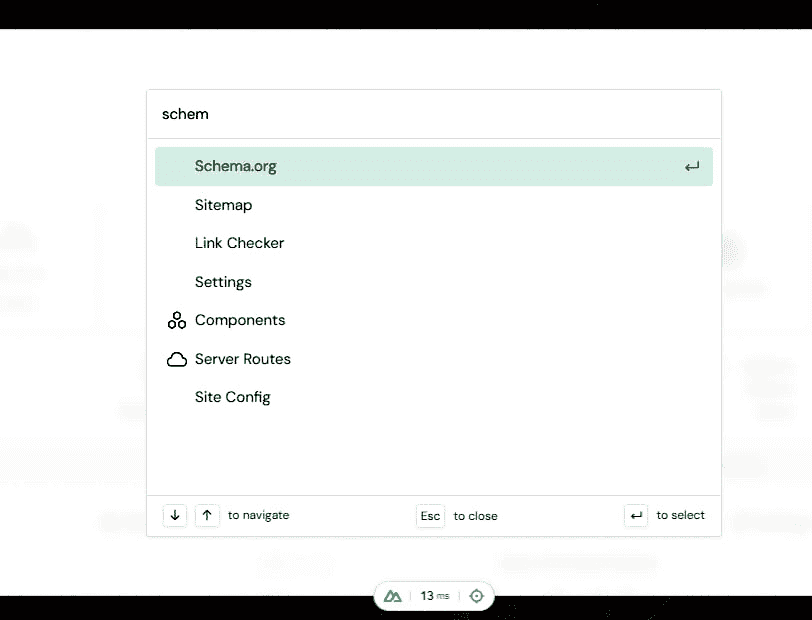 schem
Schema.org
Sitemap
Link Checker
Settings
Components
Server Routes
Site Config
to navigate Esc to close to select
13 ms